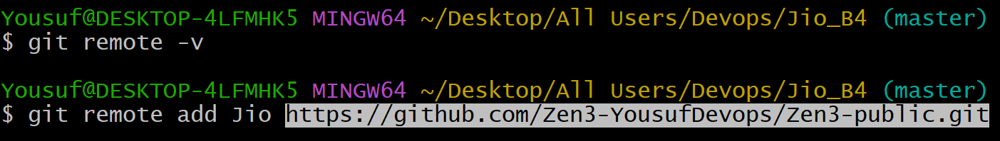 Yousuf@DESKTOP-4LFMHK5 MINGW64 ~/Desktop/All Users/Devops/Jio_B4 (master)
$ git remote -v
Yousuf@DESKTOP-4LFMHK5 MINGW64 ~/Desktop/All Users/Devops/Jio_B4 (master)
$ git remote add Jio https://github.com/Zen3-YousufDevops/Zen3-public.git